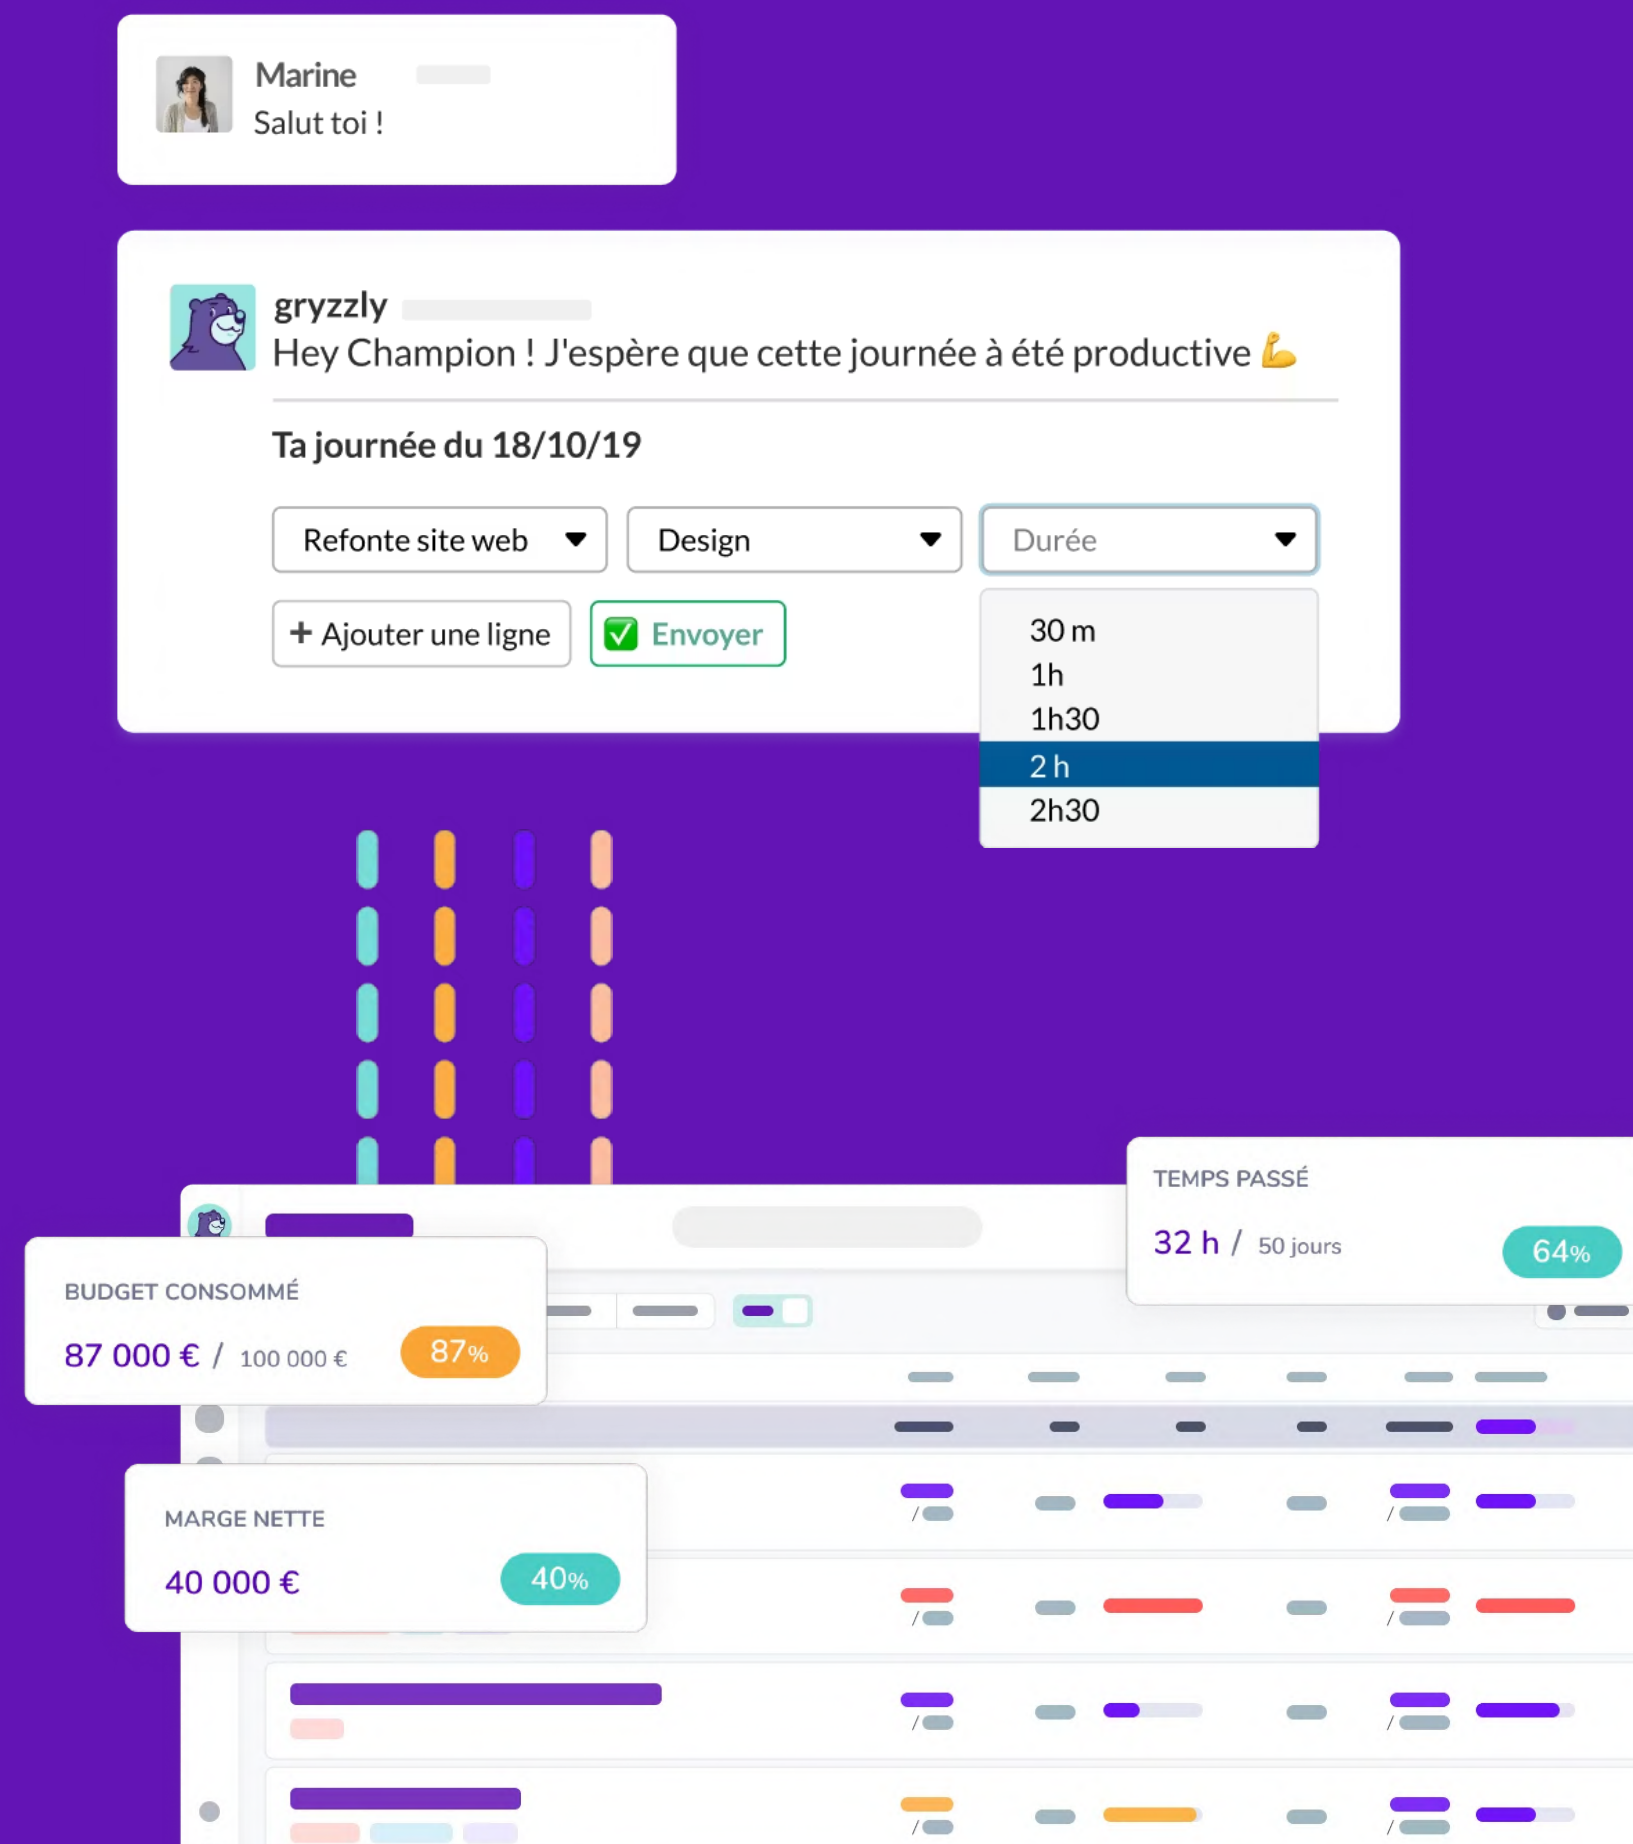 Marine
Salut toi !
gryzzly
Hey Champion ! J'espère que cette journée à été productive 💪
Ta journée du 18/10/19
Refonte site web
Design
Durée
+ Ajouter une ligne
✅ Envoyer
30 m
1h
1h30
2 h
2h30
TEMPS PASSÉ
32 h / 50 jours
64%
BUDGET CONSOMMÉ
87 000 € / 100 000 €
87%
MARGE NETTE
40 000 €
40%
/
/
/
/
/
/
/
/